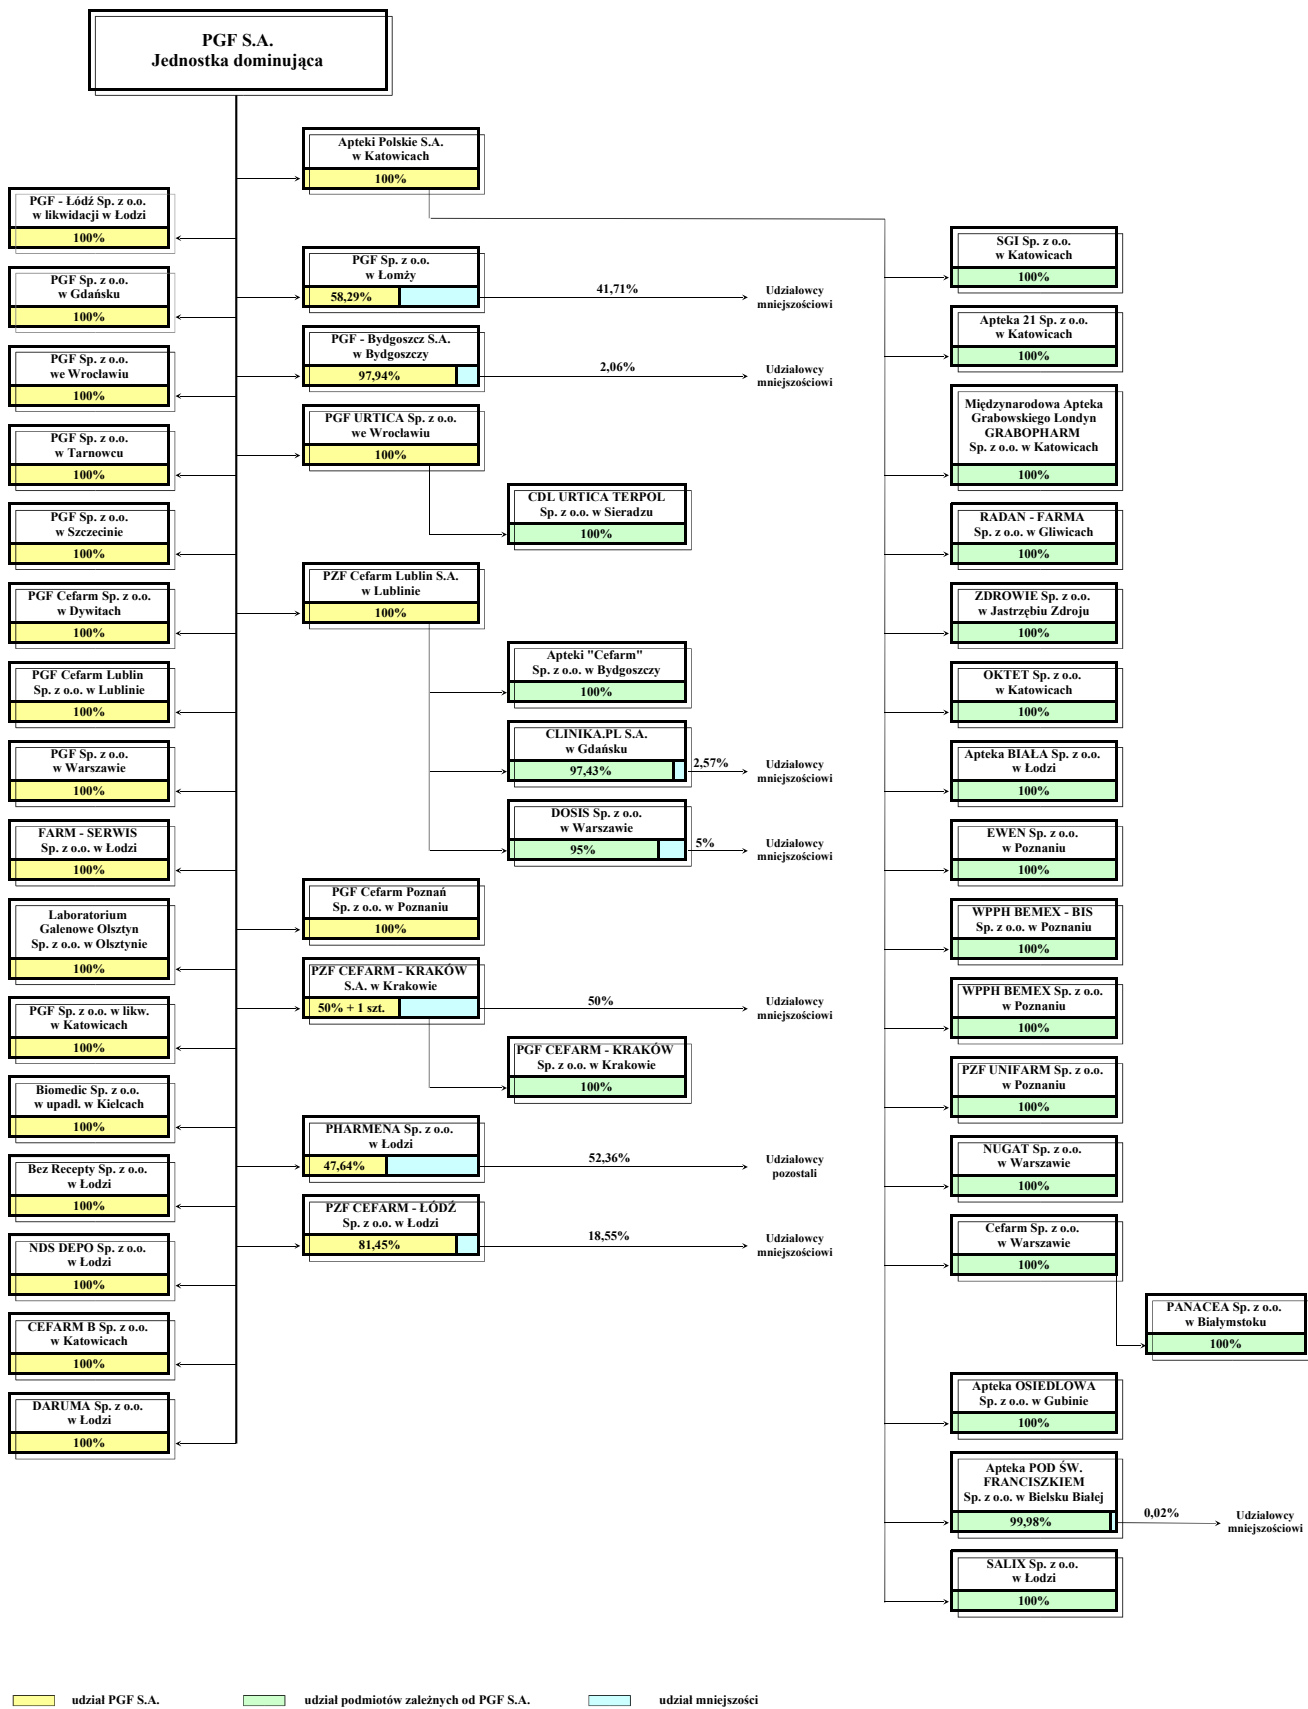 PGF S.A.
Jednostka dominująca
PGF - Łódź Sp. z o.o.
w likwidacji w Łodzi
100%
PGF Sp. z o.o.
w Gdańsku
100%
PGF Sp. z o.o.
we Wrocławiu
100%
PGF Sp. z o.o.
w Tarnowcu
100%
PGF Sp. z o.o.
w Szczecinie
100%
PGF Cefarm Sp. z o.o.
w Dywitach
100%
PGF Cefarm Lublin
Sp. z o.o. w Lublinie
100%
PGF Sp. z o.o.
w Warszawie
100%
FARM - SERWIS
Sp. z o.o. w Łodzi
100%
Laboratorium
Galenowe Olsztyn
Sp. z o.o. w Olsztynie
100%
PGF Sp. z o.o. w likw.
w Katowicach
100%
Biomedic Sp. z o.o.
w upadł. w Kielcach
100%
Bez Recepty Sp. z o.o.
w Łodzi
100%
NDS DEPO Sp. z o.o.
w Łodzi
100%
CEFARM B Sp. z o.o.
w Katowicach
100%
DARUMA Sp. z o.o.
w Łodzi
100%
Apteki Polskie S.A.
w Katowicach
100%
PGF Sp. z o.o.
w Łomży
58,29%
41,71%
Udziałowcy
mniejszościowi
PGF - Bydgoszcz S.A.
w Bydgoszczy
97,94%
2,06%
Udziałowcy
mniejszościowi
PGF URTICA Sp. z o.o.
we Wrocławiu
100%
CDL URTICA TERPOL
Sp. z o.o. w Sieradzu
100%
PZF Cefarm Lublin S.A.
w Lublinie
100%
Apteki "Cefarm"
Sp. z o.o. w Bydgoszczy
100%
CLINIKA.PL S.A.
w Gdańsku
97,43%
2,57%
Udziałowcy
mniejszościowi
DOSIS Sp. z o.o.
w Warszawie
95%
5%
Udziałowcy
mniejszościowi
PGF Cefarm Poznań
Sp. z o.o. w Poznaniu
100%
PZF CEFARM - KRAKÓW
S.A. w Krakowie
50% + 1 szt.
50%
Udziałowcy
mniejszościowi
PGF CEFARM - KRAKÓW
Sp. z o.o. w Krakowie
100%
PHARMENA Sp. z o.o.
w Łodzi
47,64%
52,36%
Udziałowcy
pozostali
PZF CEFARM - ŁÓDŹ
Sp. z o.o. w Łodzi
81,45%
18,55%
Udziałowcy
mniejszościowi
SGI Sp. z o.o.
w Katowicach
100%
Apteka 21 Sp. z o.o.
w Katowicach
100%
Międzynarodowa Apteka
Grabowskiego Londyn
GRABOPHARM
Sp. z o.o. w Katowicach
100%
RADAN - FARMA
Sp. z o.o. w Gliwicach
100%
ZDROWIE Sp. z o.o.
w Jastrzębiu Zdroju
100%
OKTET Sp. z o.o.
w Katowicach
100%
Apteka BIAŁA Sp. z o.o.
w Łodzi
100%
EWEN Sp. z o.o.
w Poznaniu
100%
WPPH BEMEX - BIS
Sp. z o.o. w Poznaniu
100%
WPPH BEMEX Sp. z o.o.
w Poznaniu
100%
PZF UNIFARM Sp. z o.o.
w Poznaniu
100%
NUGAT Sp. z o.o.
w Warszawie
100%
Cefarm Sp. z o.o.
w Warszawie
100%
PANACEA Sp. z o.o.
w Białymstoku
100%
Apteka OSIEDLOWA
Sp. z o.o. w Gubinie
100%
Apteka POD ŚW.
FRANCISZKIEM
Sp. z o.o. w Bielsku Białej
99,98%
0,02%
Udziałowcy
mniejszościowi
SALIX Sp. z o.o.
w Łodzi
100%
udział PGF S.A.
udział podmiotów zależnych od PGF S.A.
udział mniejszości